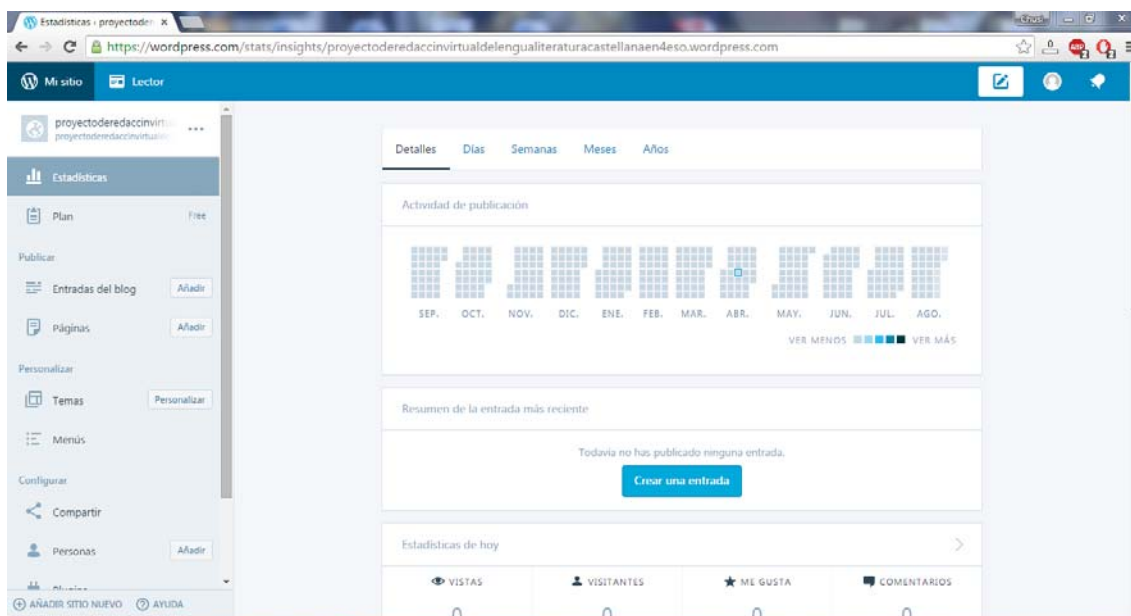 Estadísticas ‹ proyectoder
Chusi
https://wordpress.com/stats/insights/proyectoderedaccinvirtualdelengualiteraturacastellanaen4eso.wordpress.com
Mi sitio
Lector
proyectoderedaccinvirtu
proyectoderedaccinvirtual
Estadísticas
Plan
Free
Publicar
Entradas del blog
Añadir
Páginas
Añadir
Personalizar
Temas
Personalizar
Menús
Configurar
Compartir
Personas
Añadir
Plugins
AÑADIR SITIO NUEVO
AYUDA
Detalles Días Semanas Meses Años
Actividad de publicación
SEP. OCT. NOV. DIC. ENE. FEB. MAR. ABR. MAY. JUN. JUL. AGO.
VER MENOS VER MÁS
Resumen de la entrada más reciente
Todavía no has publicado ninguna entrada.
Crear una entrada
Estadísticas de hoy
VISTAS VISITANTES ME GUSTA COMENTARIOS
0 0 0 0